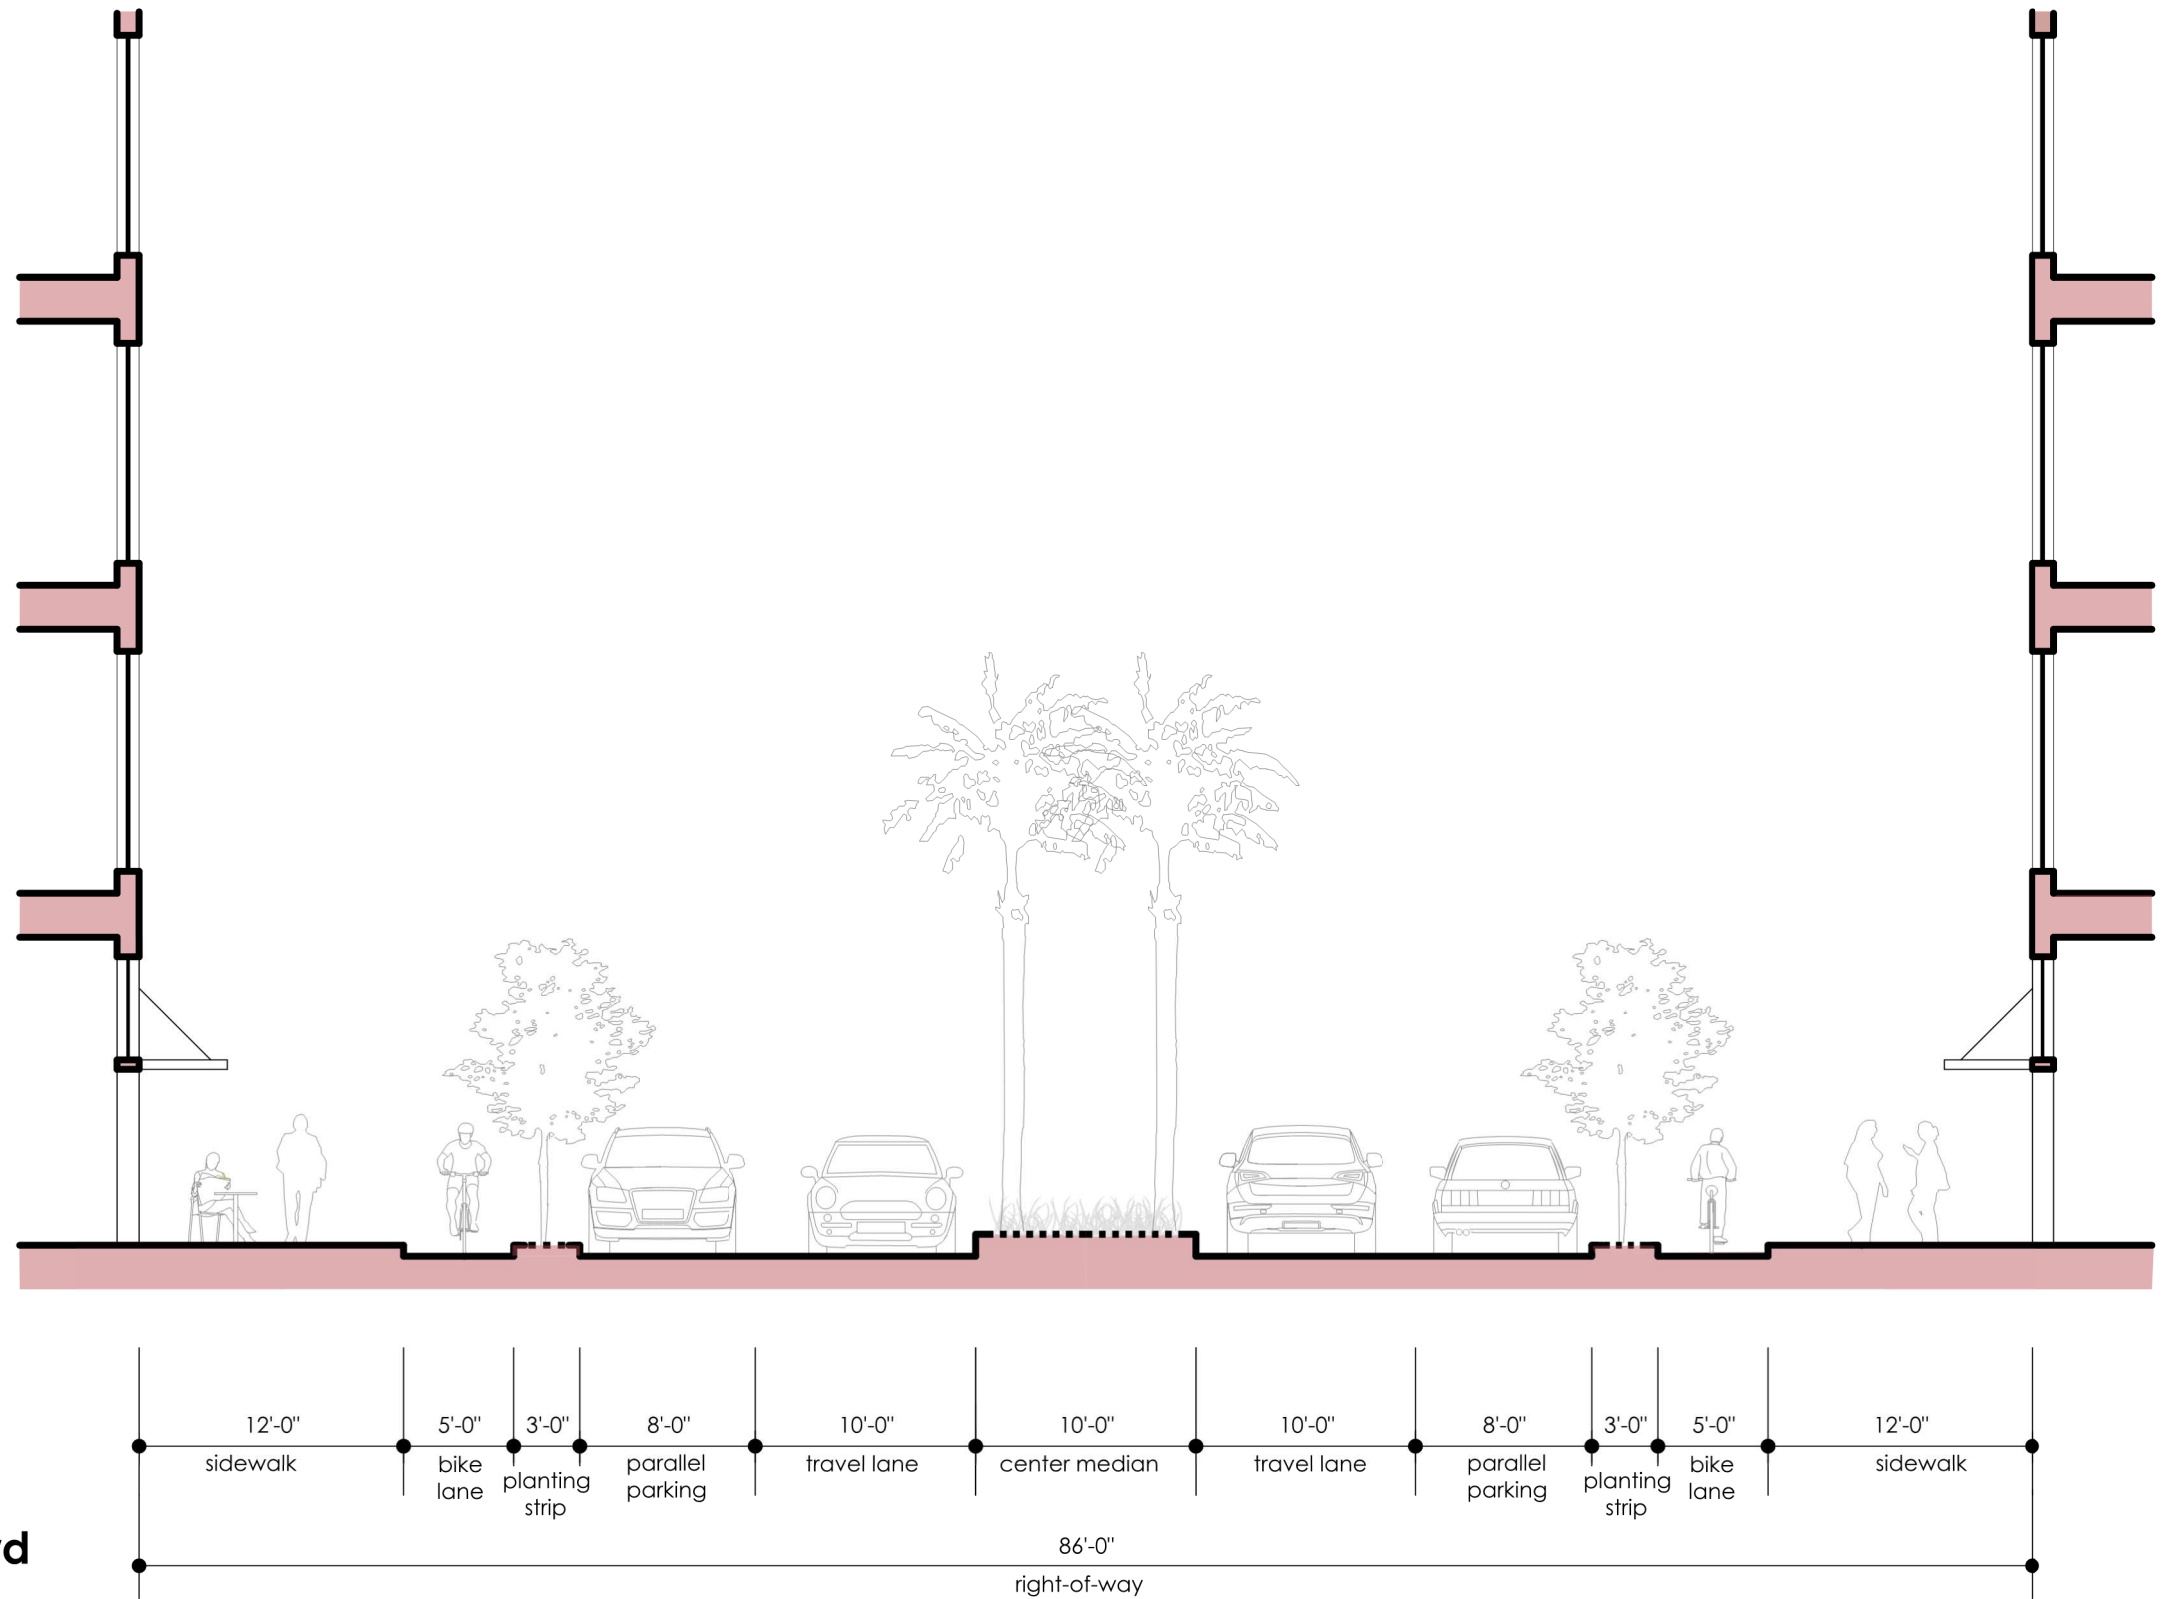 12'-0" 5'-0" 3'-0" 8'-0" 10'-0" 10'-0" 10'-0" 8'-0" 3'-0" 5'-0" 12'-0"
sidewalk
bike
lane
planting
strip
parallel
parking
travel lane
center median
travel lane
parallel
parking
planting
strip
bike
lane
sidewalk
86'-0"
right-of-way